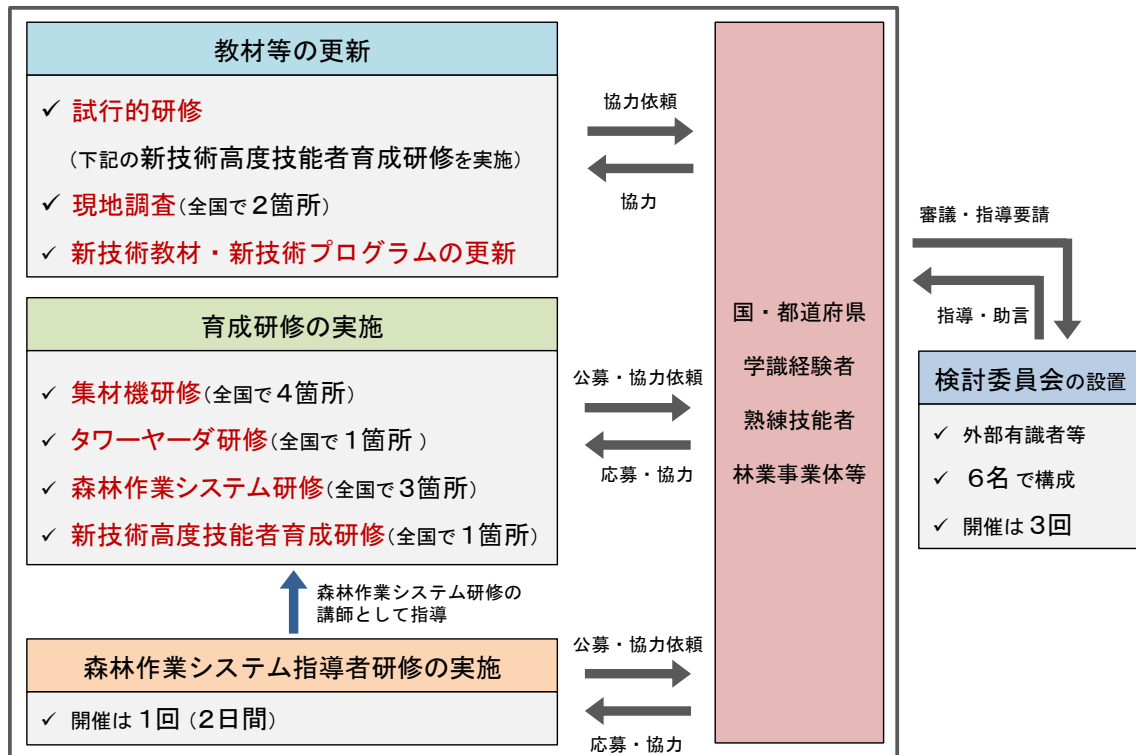 教材等の更新
✓ 試行的研修
（下記の新技術高度技能者育成研修を実施）
✓ 現地調査（全国で２箇所）
✓ 新技術教材・新技術プログラムの更新
協力依頼
協力
育成研修の実施
✓ 集材機研修（全国で４箇所）
✓ タワーヤーダ研修（全国で１箇所 ）
✓ 森林作業システム研修（全国で３箇所）
✓ 新技術高度技能者育成研修（全国で１箇所）
公募・協力依頼
応募・協力
森林作業システム研修の
講師として指導
森林作業システム指導者研修の実施
✓ 開催は１回（２日間）
公募・協力依頼
応募・協力
国・都道府県
学識経験者
熟練技能者
林業事業体等
審議・指導要請
指導・助言
検討委員会の設置
✓ 外部有識者等
✓ ６名 で構成
✓ 開催は ３回